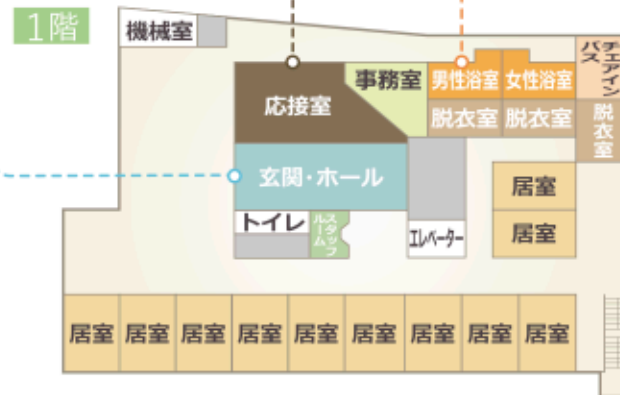 1階
機械室
チェアイン
バス
事務室
男性浴室
女性浴室
応接室
脱衣室
脱衣室
脱衣室
玄関・ホール
居室
トイレ
スタッフ
ルーム
エレベーター
居室
居室
居室
居室
居室
居室
居室
居室
居室
居室